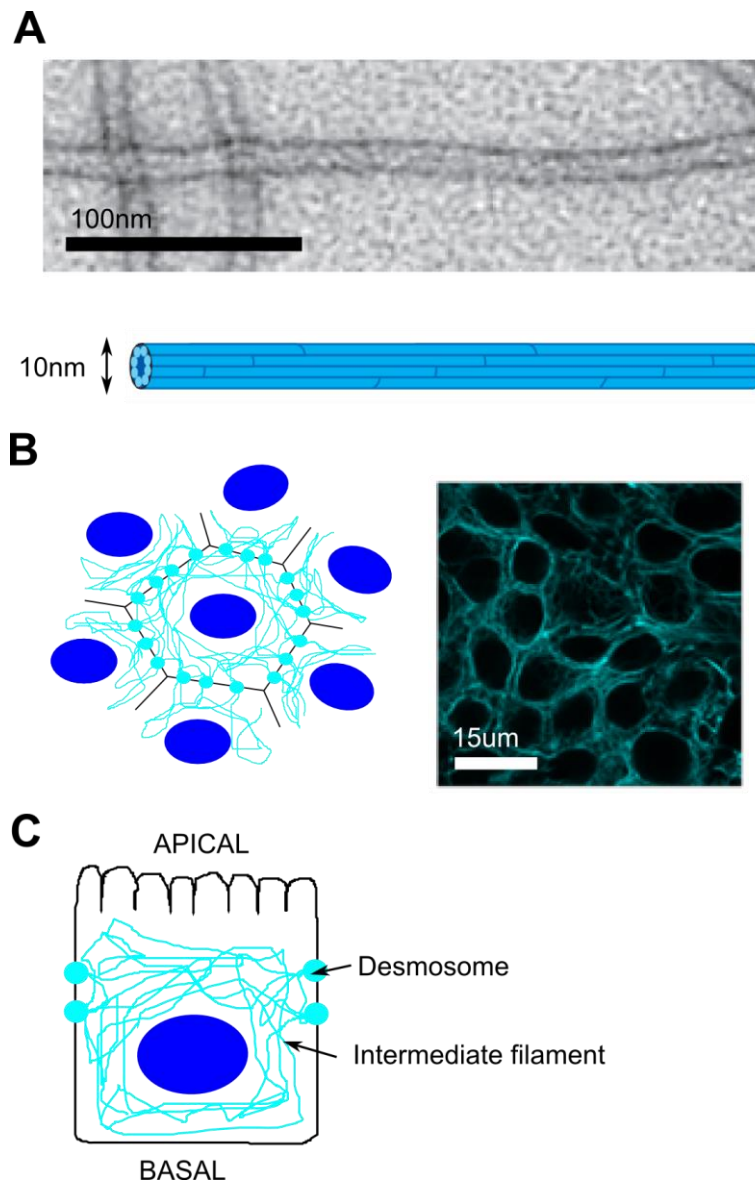 A
100nm
10nm
B
15um
C
APICAL
Desmosome
Intermediate filament
BASAL